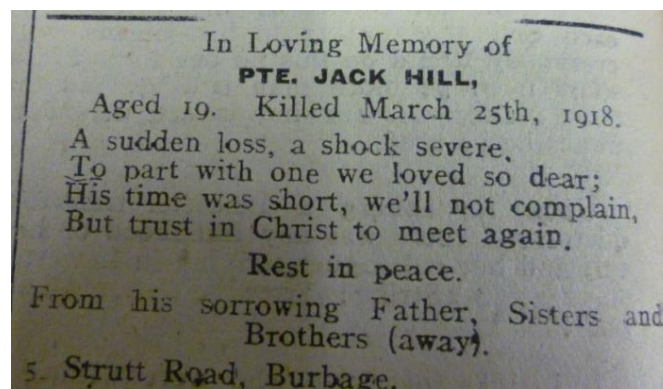 In Loving Memory of
PTE. JACK HILL,
Aged 19. Killed March 25th, 1918.
A sudden loss, a shock severe,
To part with one we loved so dear;
His time was short, we'll not complain,
But trust in Christ to meet again.
Rest in peace.
From his sorrowing Father, Sisters and
Brothers (away).
5. Strutt Road, Burbage.